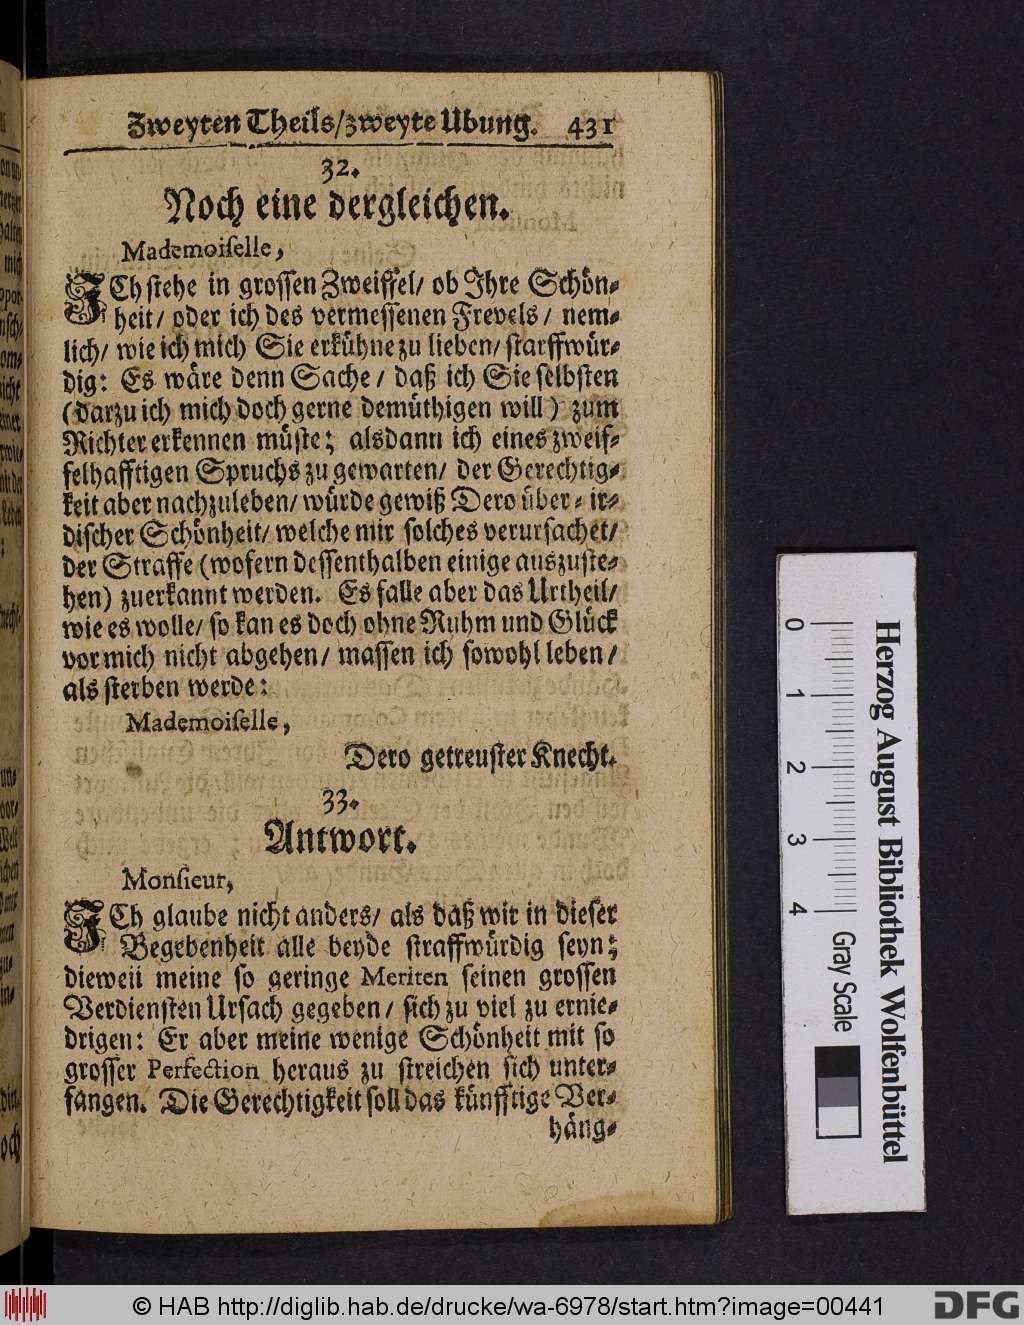 Zweyten Theils/zweyte Ubung. 431
32.
Noch eine dergleichen.
Mademoiselle,
ICh stehe in grossen Zweiffel/ ob Ihre Schön-
heit/ oder ich des vermessenen Frevels/ nem-
lich/ wie ich mich Sie erkühne zu lieben/ starffwür-
dig: Es wäre denn Sache/ daß ich Sie selbsten
(darzu ich mich doch gerne demüthigen will) zum
Richter erkennen müste; alsdann ich eines zweif-
felhafftigen Spruchs zu gewarten/ der Gerechtig-
keit aber nachzuleben/ würde gewiß Dero über-ir-
discher Schönheit/ welche mir solches verursachet/
der Straffe (wofern dessenthalben einige auszuste-
hen) zuerkannt werden. Es falle aber das Urtheil/
wie es wolle/ so kan es doch ohne Ruhm und Glück
vor mich nicht abgehen/ massen ich sowohl leben/
als sterben werde:
Mademoiselle,
Dero getreuster Knecht.
33.
Antwort.
Monsieur,
ICh glaube nicht anders/ als daß wir in dieser
Begebenheit alle beyde straffwürdig seyn;
dieweil meine so geringe Meriten seinen grossen
Verdiensten Ursach gegeben/ sich zu viel zu ernie-
drigen: Er aber meine wenige Schönheit mit so
grosser Perfection heraus zu streichen sich unter-
fangen. Die Gerechtigkeit soll das künfftige Ver-
häng-
0 1 2 3 4
Herzog August Bibliothek Wolfenbüttel
Gray Scale
© HAB http://diglib.hab.de/drucke/wa-6978/start.htm?image=00441
DFG